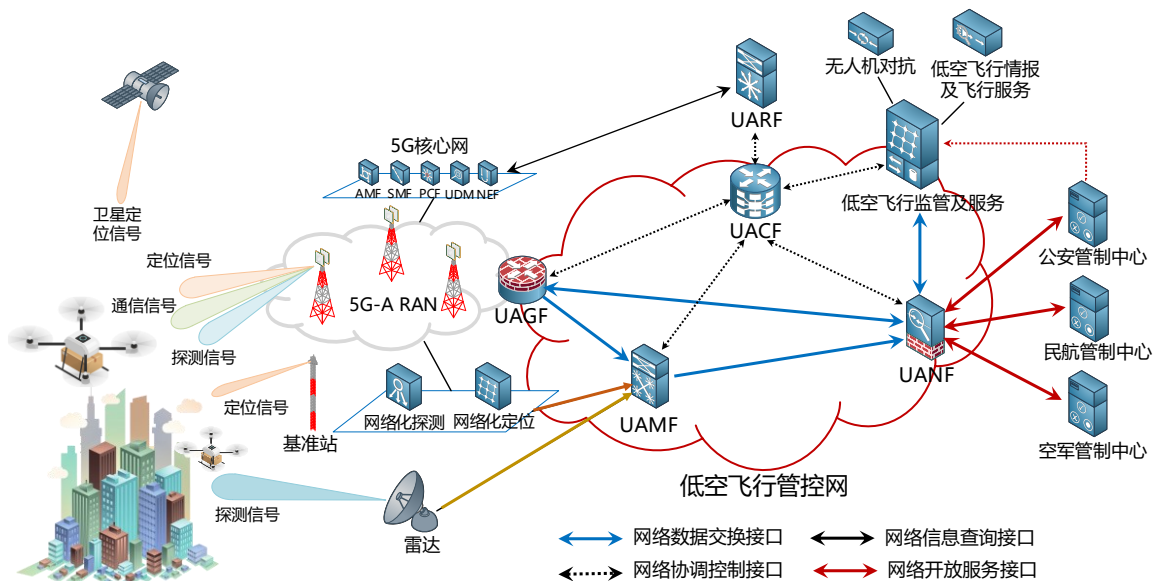 无人机对抗
低空飞行情报
及飞行服务
UARF
5G核心网
AMF SMF PCF UDM NEF
卫星定
位信号
UACF
低空飞行监管及服务
公安管制中心
定位信号
通信信号
探测信号
5G-A RAN
UAGF
UANF
民航管制中心
定位信号
基准站
网络化探测
网络化定位
UAMF
空军管制中心
探测信号
雷达
低空飞行管控网
网络数据交换接口
网络信息查询接口
网络协调控制接口
网络开放服务接口